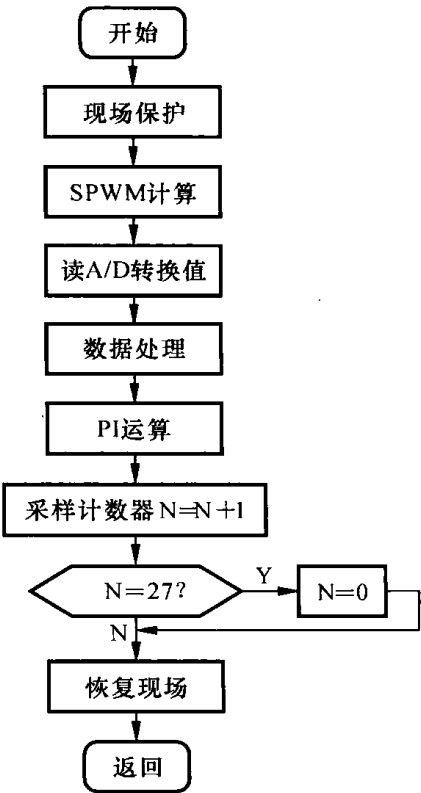 开始
现场保护
SPWM计算
读A/D转换值
数据处理
PI运算
采样计数器N=N+1
N=27?
Y
N=0
N
恢复现场
返回